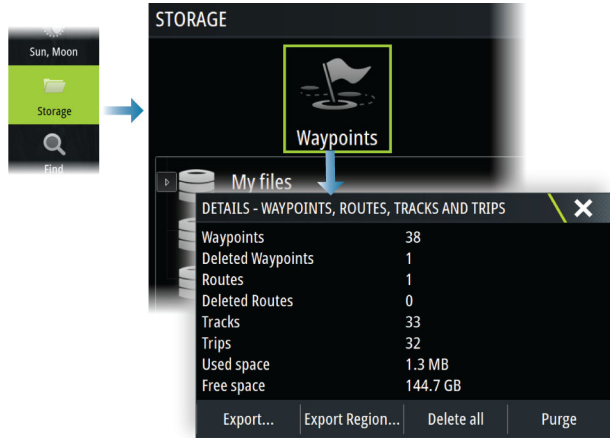 STORAGE
Sun, Moon
Storage
Find
Waypoints
My files
DETAILS - WAYPOINTS, ROUTES, TRACKS AND TRIPS
Waypoints 38
Deleted Waypoints 1
Routes 1
Deleted Routes 0
Tracks 33
Trips 32
Used space 1.3 MB
Free space 144.7 GB
Export... Export Region... Delete all Purge